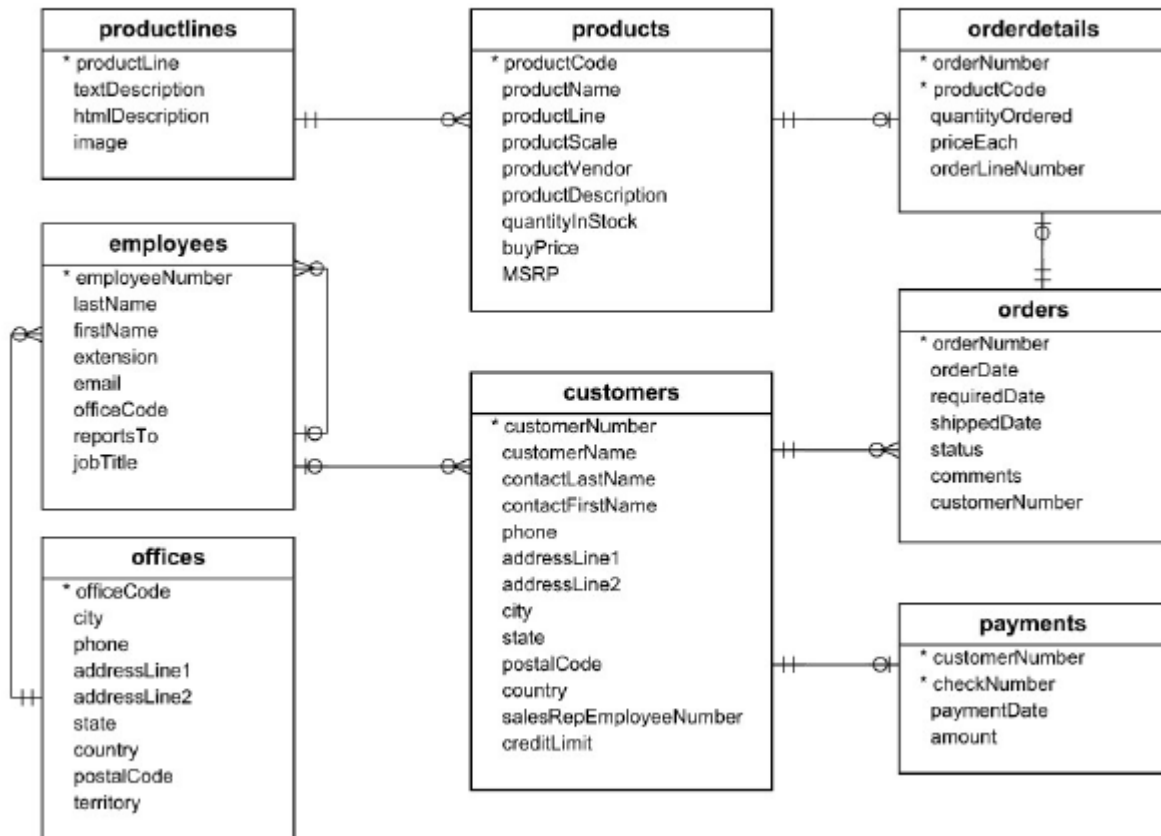 productlines
* productLine
textDescription
htmlDescription
image
products
* productCode
productName
productLine
productScale
productVendor
productDescription
quantityInStock
buyPrice
MSRP
orderdetails
* orderNumber
* productCode
quantityOrdered
priceEach
orderLineNumber
employees
* employeeNumber
lastName
firstName
extension
email
officeCode
reportsTo
jobTitle
customers
* customerNumber
customerName
contactLastName
contactFirstName
phone
addressLine1
addressLine2
city
state
postalCode
country
salesRepEmployeeNumber
creditLimit
orders
* orderNumber
orderDate
requiredDate
shippedDate
status
comments
customerNumber
offices
* officeCode
city
phone
addressLine1
addressLine2
state
country
postalCode
territory
payments
* customerNumber
* checkNumber
paymentDate
amount